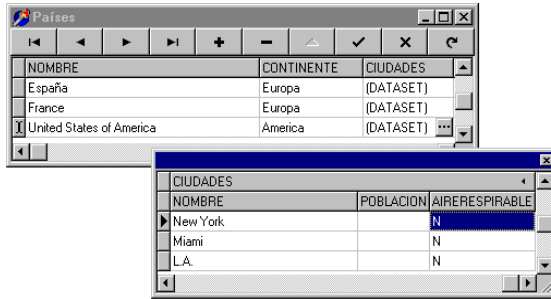 Países
NOMBRE CONTINENTE CIUDADES
España Europa (DATASET)
France Europa (DATASET)
United States of America America (DATASET) ...
CIUDADES
NOMBRE POBLACION AIRERESPIRABLE
New York N
Miami N
L.A. N